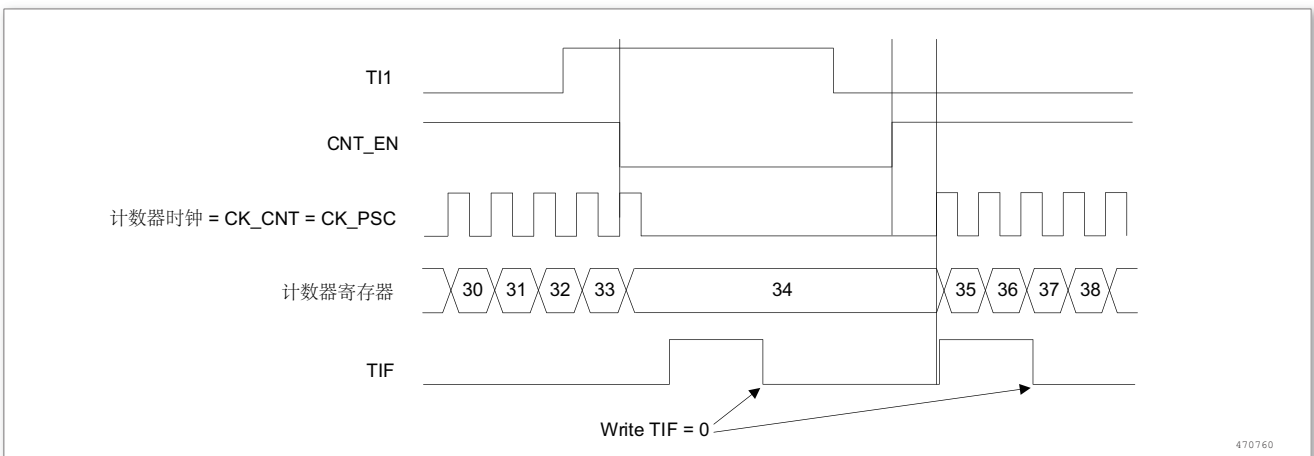 TI1
CNT_EN
计数器时钟 = CK_CNT = CK_PSC
计数器寄存器 30 31 32 33 34 35 36 37 38
TIF
Write TIF = 0
470760